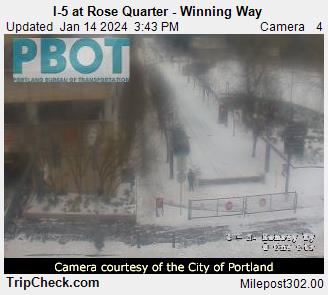 I-5 at Rose Quarter - Winning Way
Updated Jan 14 2024 3:43 PM Camera 4
PBOT
PORTLAND BUREAU OF TRANSPORTATION
Camera courtesy of the City of Portland
TripCheck.com Milepost302.00